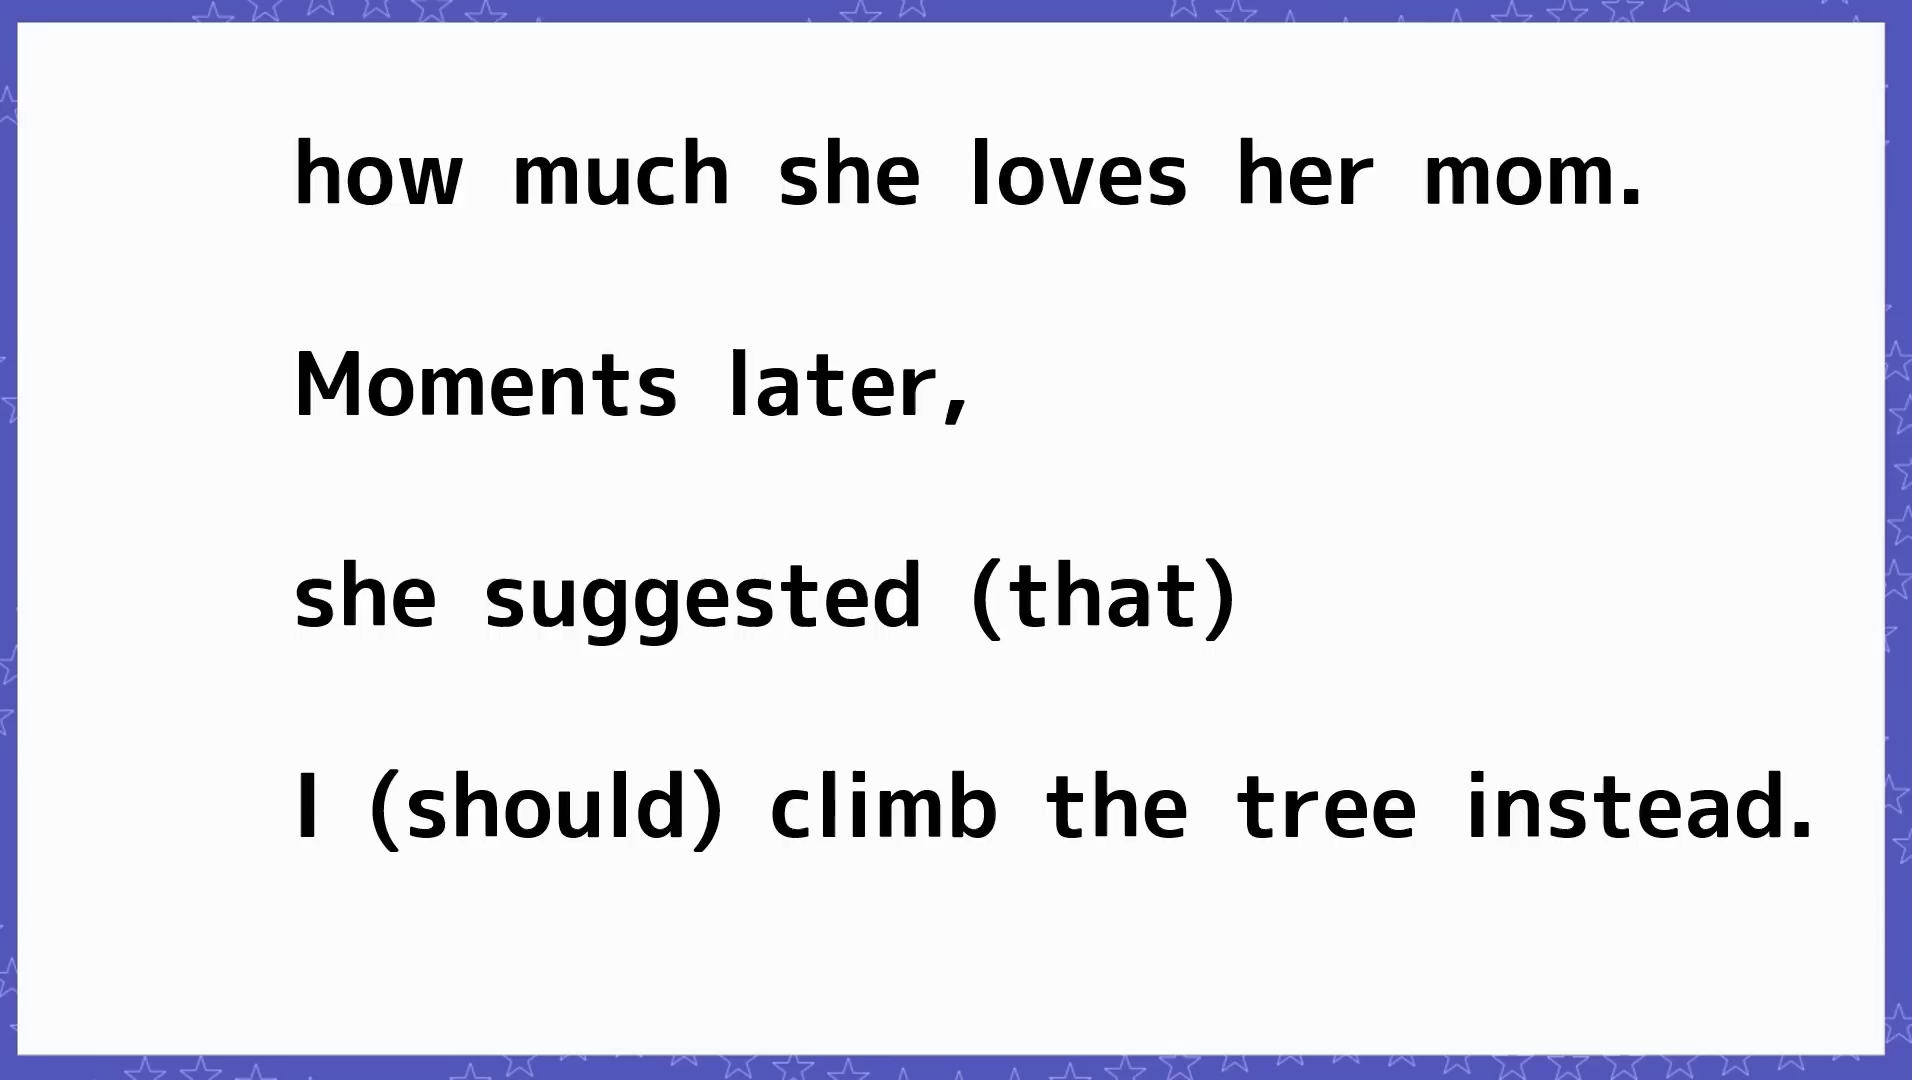 how much she loves her mom.
Moments later,
she suggested (that)
I (should) climb the tree instead.